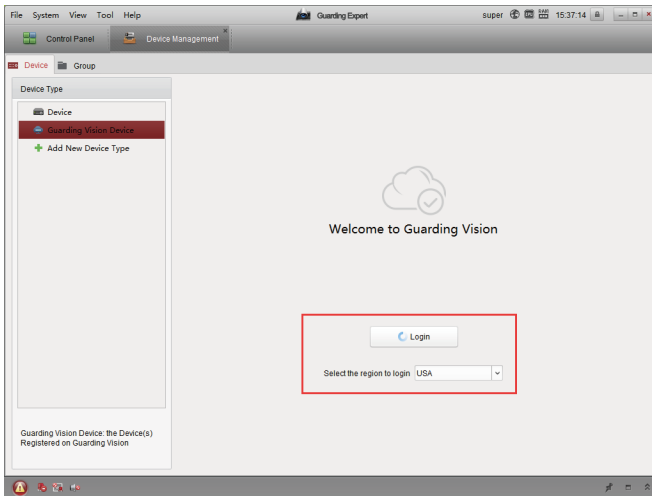 File System View Tool Help Guarding Expert super 15:37:14
Control Panel Device Management
Device Group
Device Type
Device
Guarding Vision Device
Add New Device Type
Welcome to Guarding Vision
Login
Select the region to login USA
Guarding Vision Device: the Device(s)
Registered on Guarding Vision